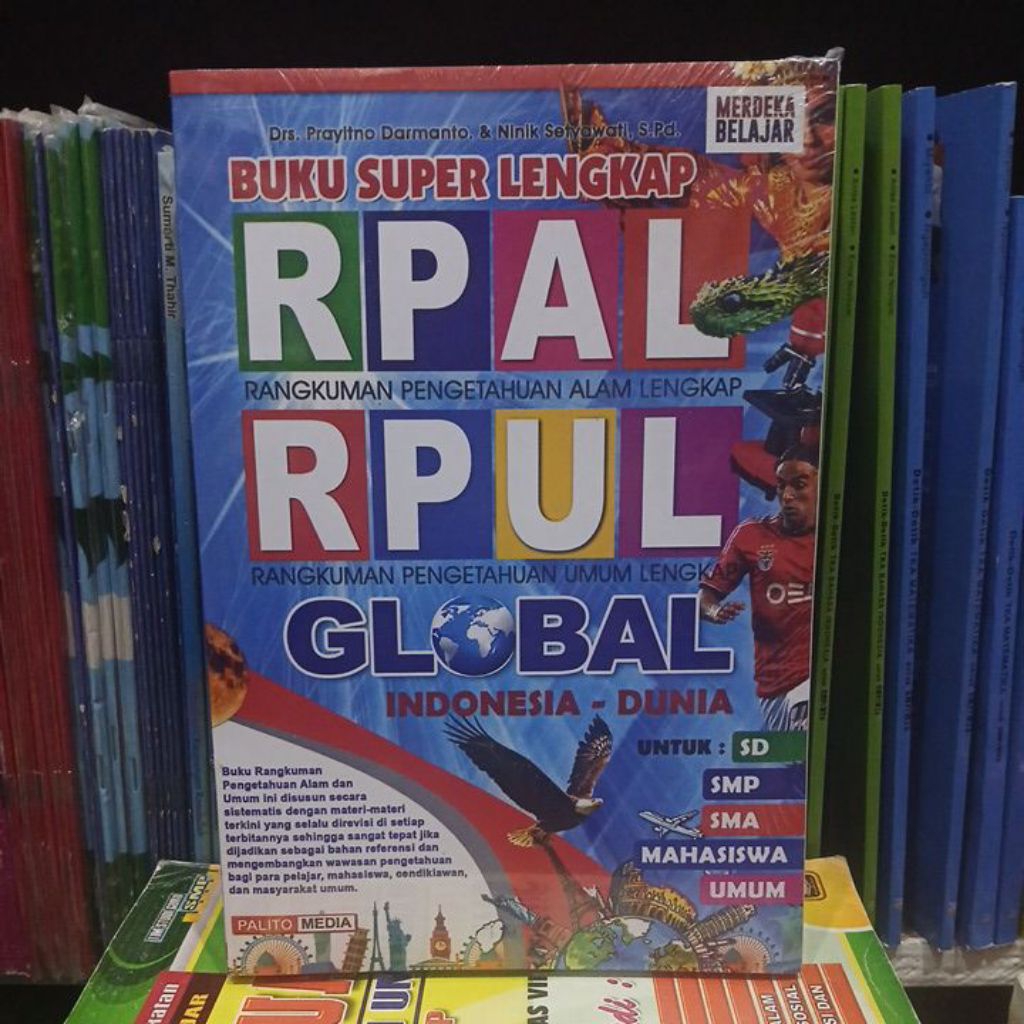 Drs. Prayitno Darmanto, & Ninik Setyawati, S.Pd.
MERDEKA
BELAJAR
BUKU SUPER LENGKAP
RPAL
RANGKUMAN PENGETAHUAN ALAM LENGKAP
RPUL
RANGKUMAN PENGETAHUAN UMUM LENGKAP
GLOBAL
INDONESIA - DUNIA
UNTUK : SD
SMP
SMA
MAHASISWA
UMUM
Buku Rangkuman
Pengetahuan Alam dan
Umum ini disusun secara
sistematis dengan materi-materi
terkini yang selalu direvisi di setiap
terbitannya sehingga sangat tepat jika
dijadikan sebagai bahan referensi dan
mengembangkan wawasan pengetahuan
bagi para pelajar, mahasiswa, cendikiawan,
dan masyarakat umum.
PALITO MEDIA
Sumarti M. Thahir
SMP